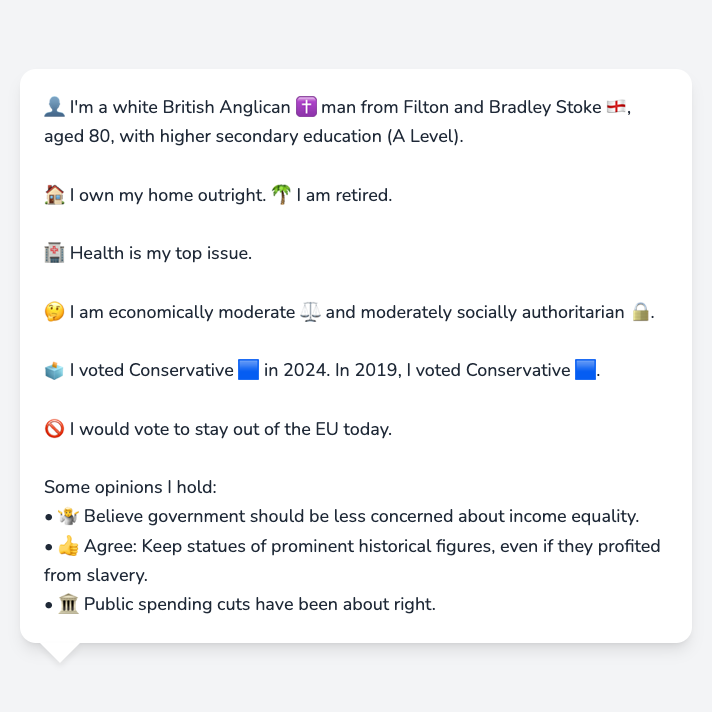 👤 I'm a white British Anglican ✝️ man from Filton and Bradley Stoke 🏴󠁧󠁢󠁥󠁮󠁧󠁿,
aged 80, with higher secondary education (A Level).
🏠 I own my home outright. 🌴 I am retired.
🏥 Health is my top issue.
🤔 I am economically moderate ⚖️ and moderately socially authoritarian 🔒.
🗳️ I voted Conservative 🟦 in 2024. In 2019, I voted Conservative 🟦.
🚫 I would vote to stay out of the EU today.
Some opinions I hold:
• 🤷 Believe government should be less concerned about income equality.
• 👍 Agree: Keep statues of prominent historical figures, even if they profited
from slavery.
• 🏛️ Public spending cuts have been about right.